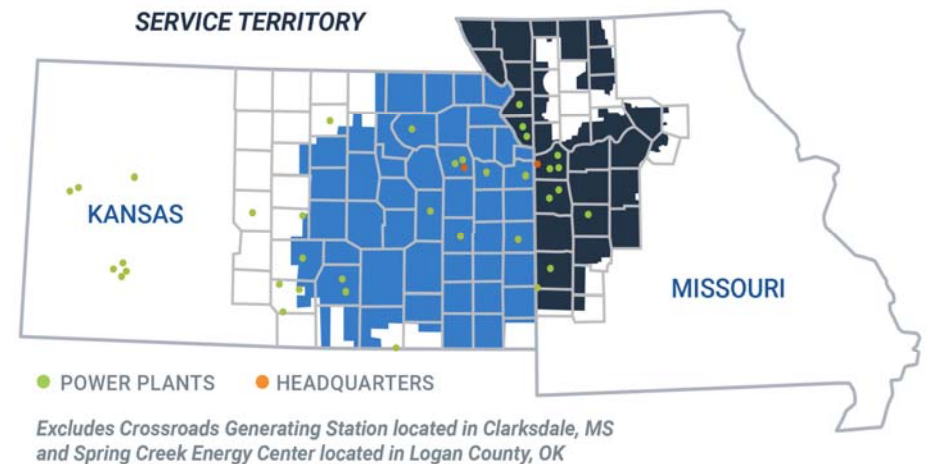 SERVICE TERRITORY
KANSAS
MISSOURI
POWER PLANTS
HEADQUARTERS
Excludes Crossroads Generating Station located in Clarksdale, MS
and Spring Creek Energy Center located in Logan County, OK